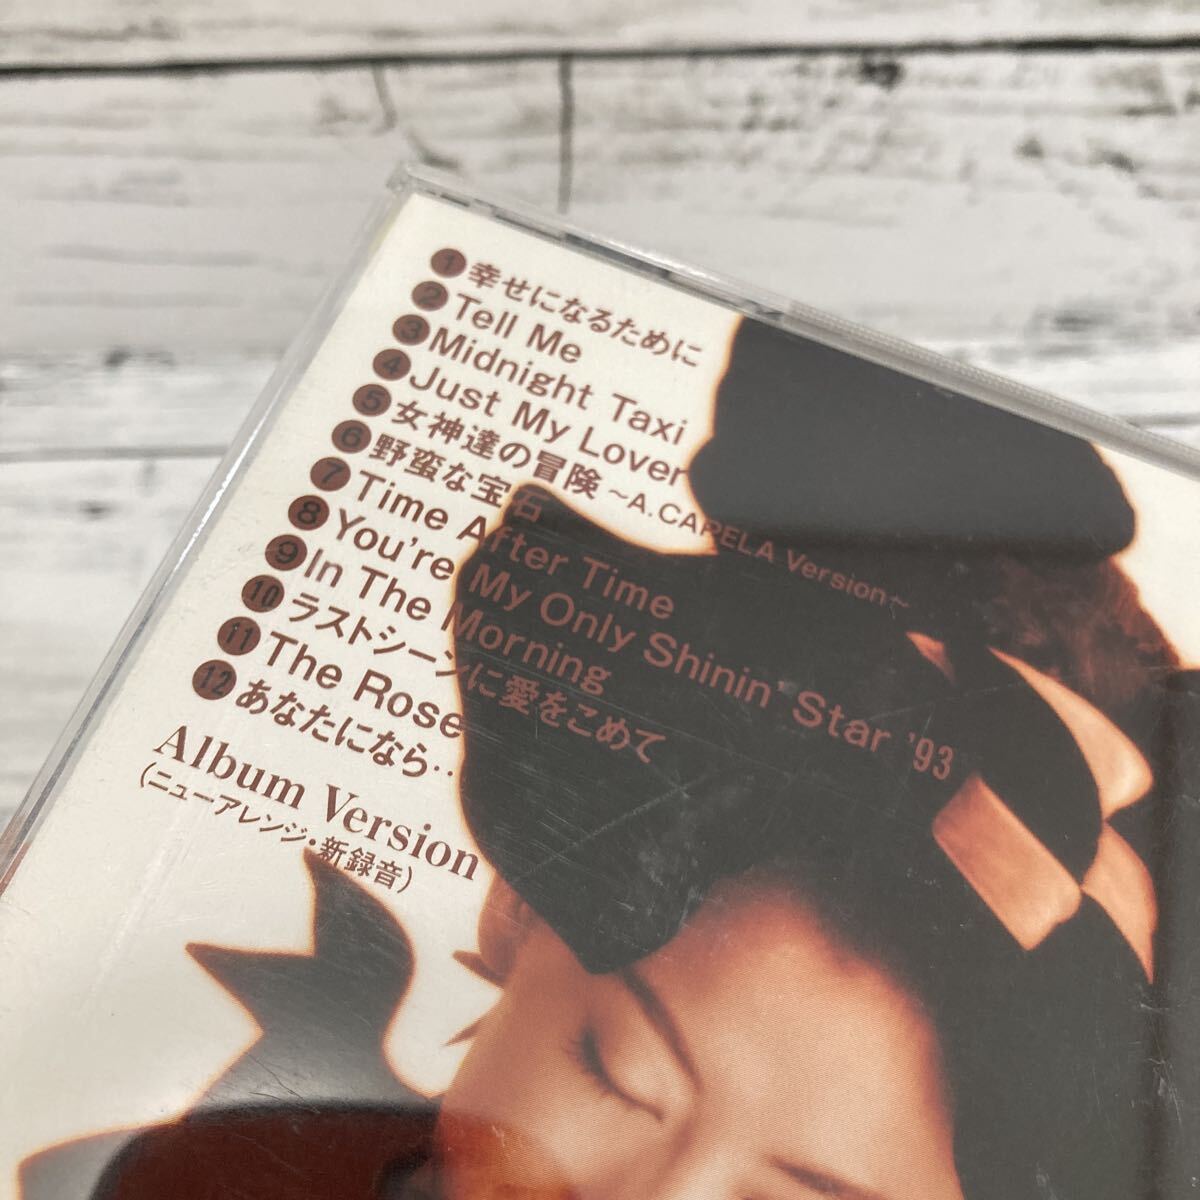 1 幸せになるために
2 Tell Me
3 Midnight Taxi
4 Just My Lover
5 女神達の冒険 ~A.CAPELA Version~
6 野蛮な宝石
7 Time After Time
8 You're My Only Shinin' Star '93
9 In The Morning
10 ラストシーンに愛をこめて
11 The Rose
12 あなたになら‥
Album Version
(ニューアレンジ・新録音)